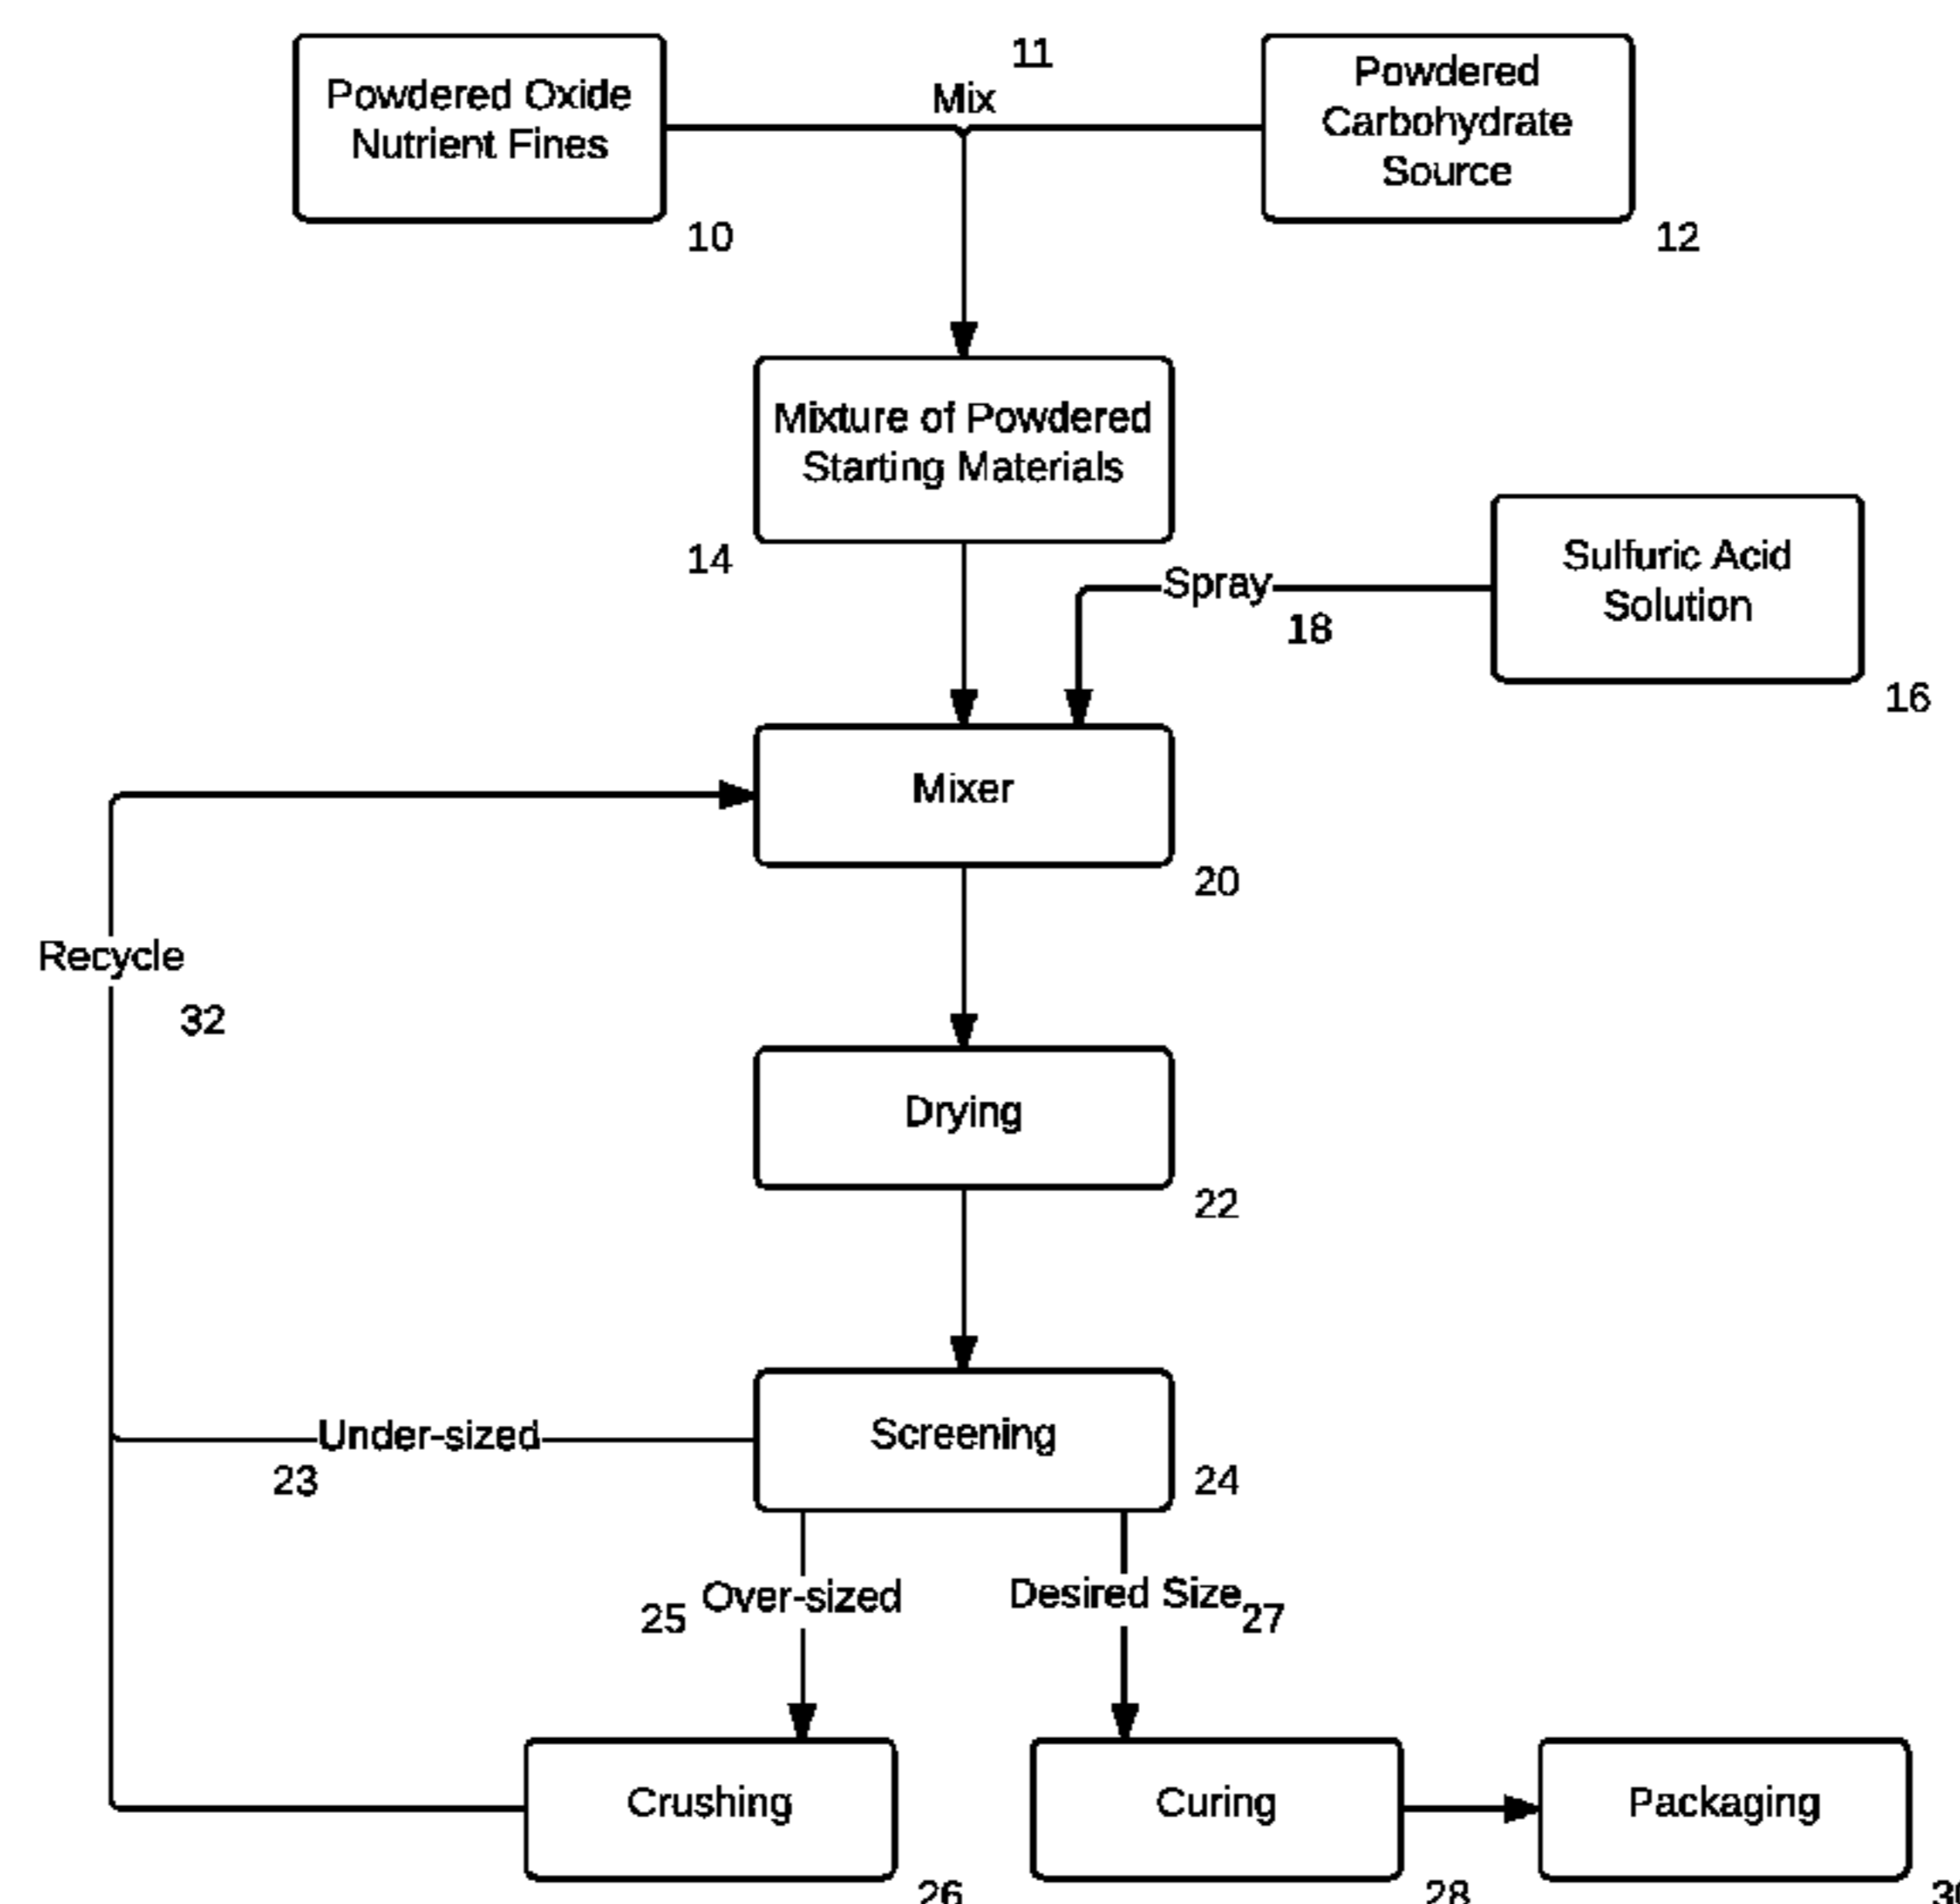 11
Mix
Powdered Oxide
Nutrient Fines
10
Powdered
Carbohydrate
Source
12
Mixture of Powdered
Starting Materials
14
Sulfuric Acid
Solution
16
Spray
18
Mixer
20
Recycle
32
Drying
22
Screening
24
Under-sized
23
25
Over-sized
Desired Size
27
Crushing
26
Curing
28
Packaging